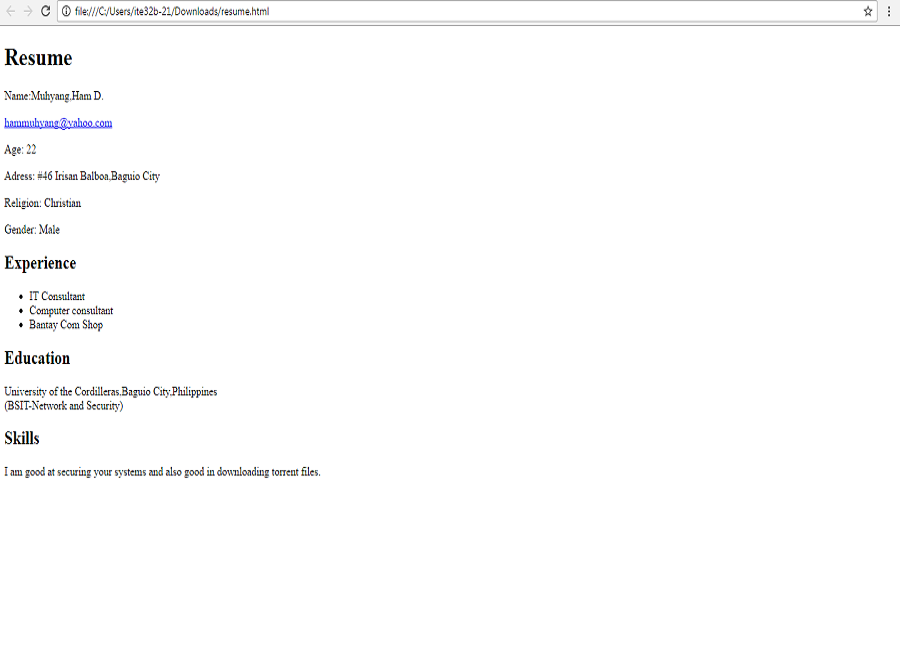 file:///C:/Users/ite32b-21/Downloads/resume.html
Resume
Name:Muhyang,Ham D.
hammuhyang@yahoo.com
Age: 22
Adress: #46 Irisan Balboa,Baguio City
Religion: Christian
Gender: Male
Experience
IT Consultant
Computer consultant
Bantay Com Shop
Education
University of the Cordilleras,Baguio City,Philippines
(BSIT-Network and Security)
Skills
I am good at securing your systems and also good in downloading torrent files.